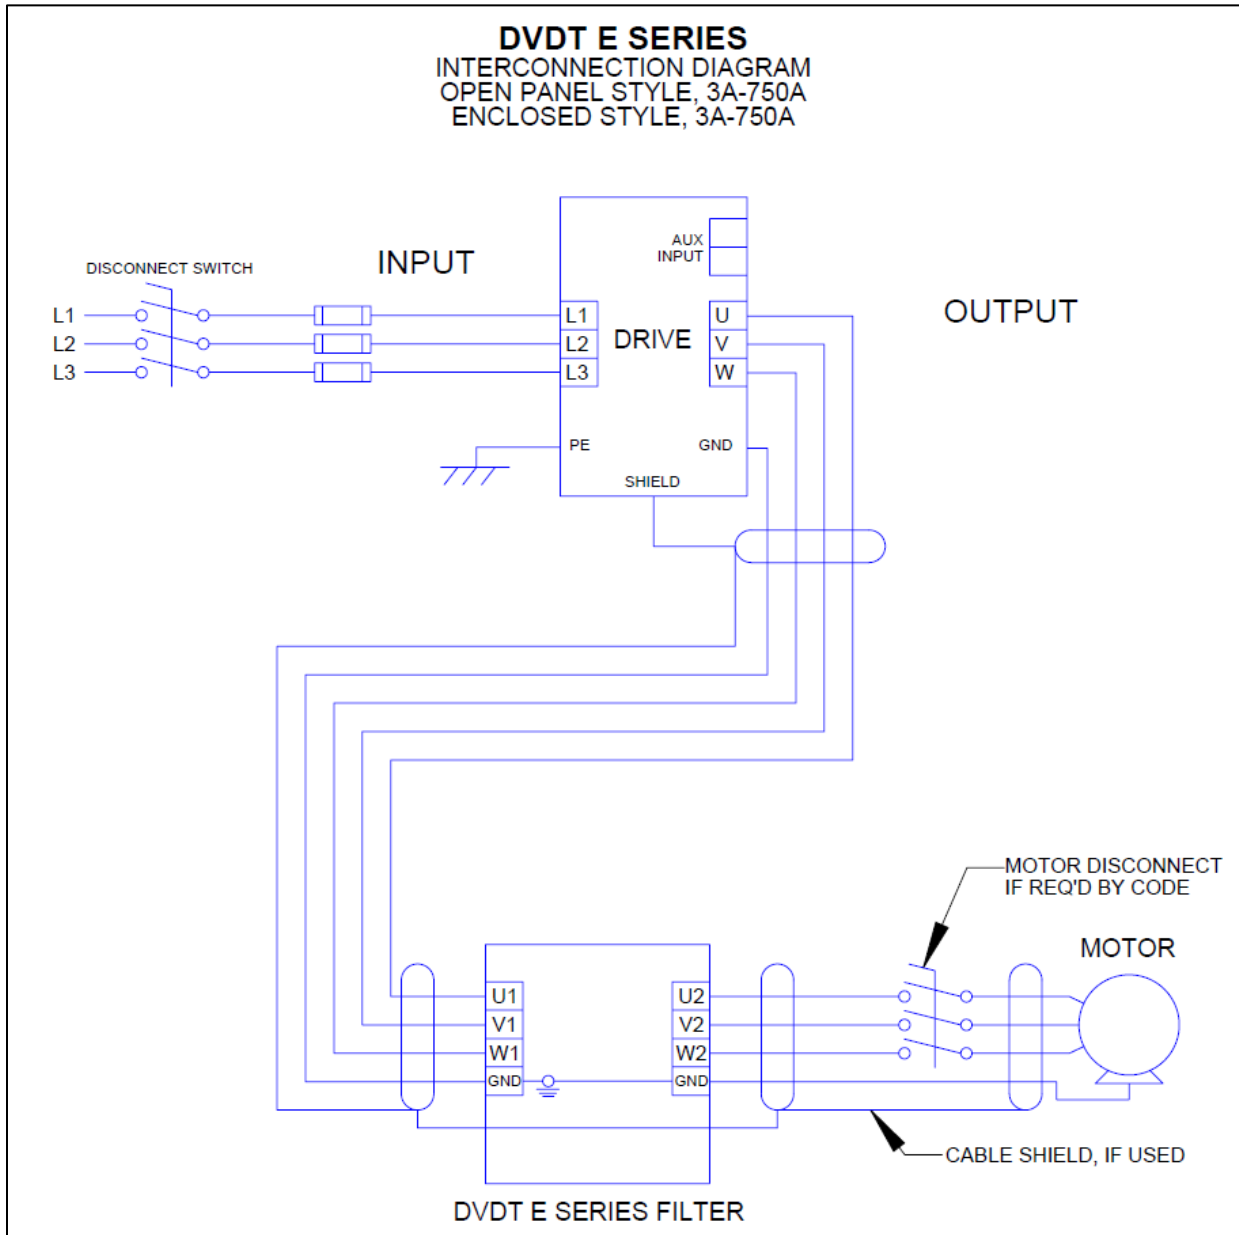 DVDT E SERIES
INTERCONNECTION DIAGRAM
OPEN PANEL STYLE, 3A-750A
ENCLOSED STYLE, 3A-750A
DISCONNECT SWITCH
INPUT
AUX
INPUT
OUTPUT
L1
L2
L3
L1
L2
L3
DRIVE
U
V
W
PE
GND
SHIELD
MOTOR DISCONNECT
IF REQ'D BY CODE
MOTOR
U1
V1
W1
GND
U2
V2
W2
GND
CABLE SHIELD, IF USED
DVDT E SERIES FILTER